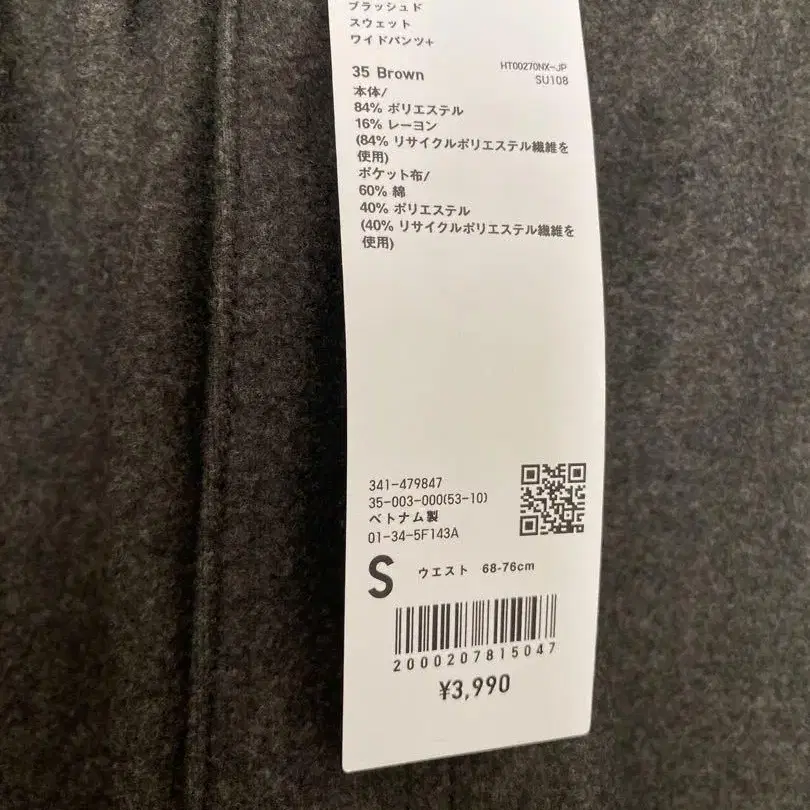 ブラッシュド
スウェット
ワイドパンツ+
35 Brown
HT00270NX-JP
SU108
本体/
84% ポリエステル
16% レーヨン
(84% リサイクルポリエステル繊維を
使用)
ポケット布/
60% 綿
40% ポリエステル
(40% リサイクルポリエステル繊維を
使用)
341-479847
35-003-000(53-10)
ベトナム製
01-34-5F143A
S ウエスト 68-76cm
2000207815047
¥3,990